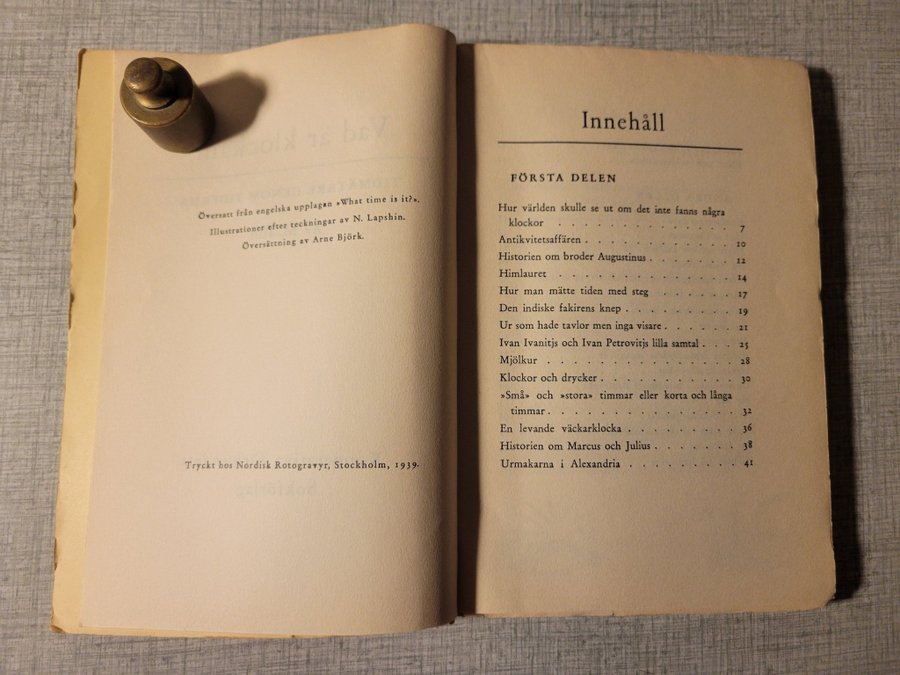 Översatt från engelska upplagan »What time is it?».
Illustrationer efter teckningar av N. Lapshin.
Översättning av Arne Björk.
Tryckt hos Nordisk Rotogravyr, Stockholm, 1939.
Innehåll
FÖRSTA DELEN
Hur världen skulle se ut om det inte fanns några
klockor . . . . . . . . . . . . . 7
Antikvitetsaffären . . . . . . . . . . . 10
Historien om broder Augustinus . . . . . . 12
Himlauret . . . . . . . . . . . . . 14
Hur man mätte tiden med steg . . . . . . 17
Den indiske fakirens knep . . . . . . . . 19
Ur som hade tavlor men inga visare . . . . . 21
Ivan Ivanitjs och Ivan Petrovitjs lilla samtal . . . 25
Mjölkur . . . . . . . . . . . . . . 28
Klockor och drycker . . . . . . . . . . 30
»Små» och »stora» timmar eller korta och långa
timmar . . . . . . . . . . . . . . 32
En levande väckarklocka . . . . . . . . 36
Historien om Marcus och Julius . . . . . . 38
Urmakarna i Alexandria . . . . . . . . 41